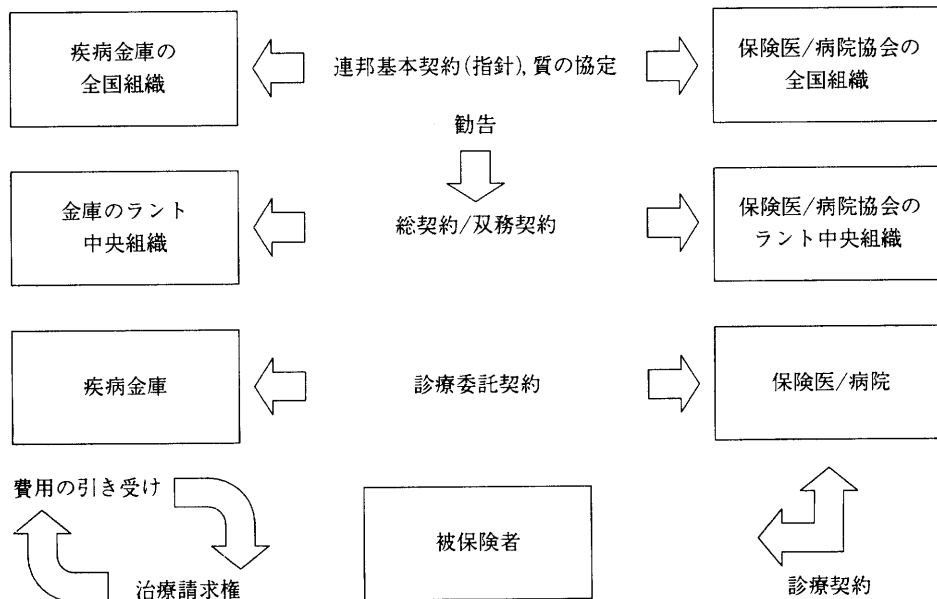 疾病金庫の
全国組織
連邦基本契約(指針),質の協定
保険医/病院協会の
全国組織
勧告
金庫のラント
中央組織
総契約/双務契約
保険医/病院協会の
ラント中央組織
疾病金庫
診療委託契約
保険医/病院
費用の引き受け
被保険者
治療請求権
診療契約